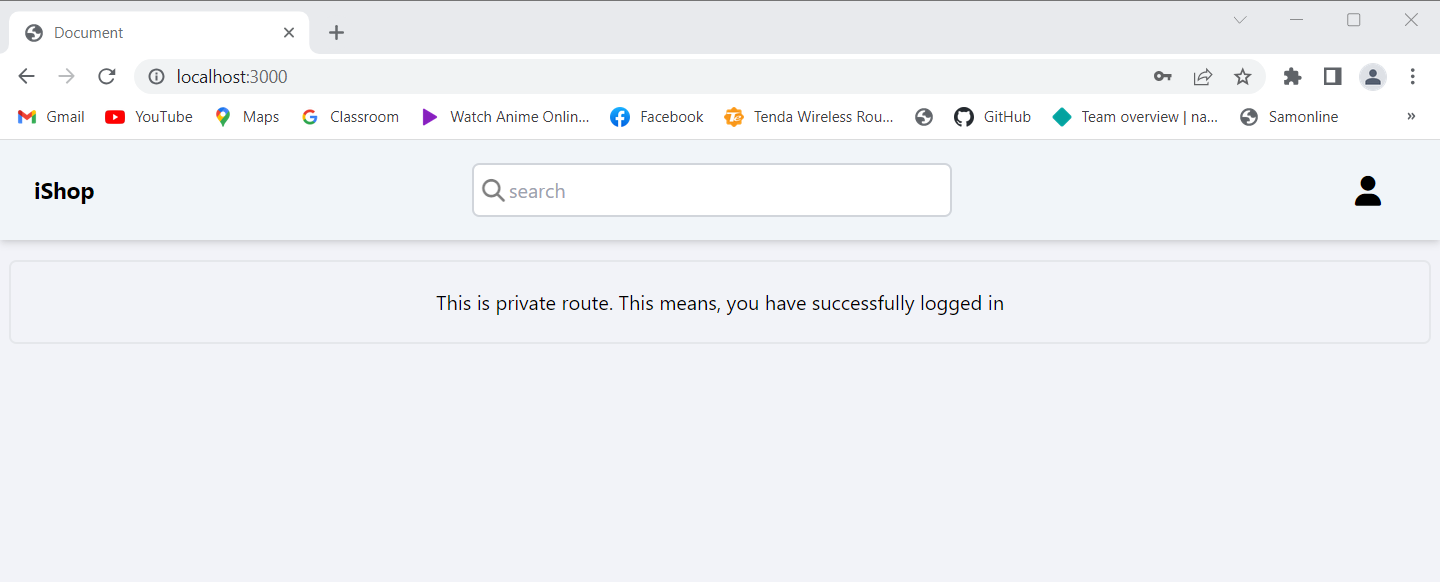 Document
localhost:3000
Gmail YouTube Maps Classroom Watch Anime Onlin... Facebook Tenda Wireless Rou... GitHub Team overview | na... Samonline »
iShop search
This is private route. This means, you have successfully logged in